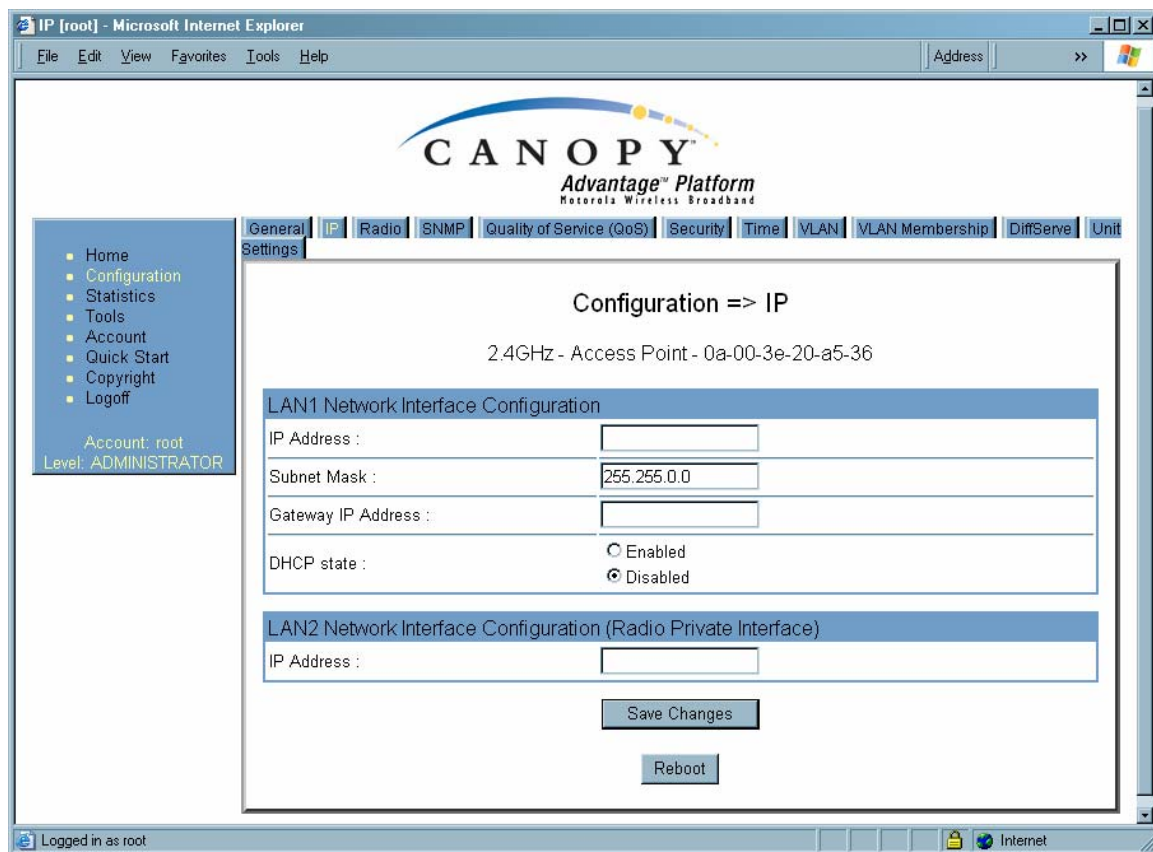 IP [root] - Microsoft Internet Explorer
File Edit View Favorites Tools Help
Address »
CANOPY™
Advantage™ Platform
Motorola Wireless Broadband
General IP Radio SNMP Quality of Service (QoS) Security Time VLAN VLAN Membership DiffServe Unit
Settings
Home
Configuration
Statistics
Tools
Account
Quick Start
Copyright
Logoff
Account: root
Level: ADMINISTRATOR
Configuration => IP
2.4GHz - Access Point - 0a-00-3e-20-a5-36
LAN1 Network Interface Configuration
IP Address :
Subnet Mask : 255.255.0.0
Gateway IP Address :
DHCP state :
Enabled
Disabled
LAN2 Network Interface Configuration (Radio Private Interface)
IP Address :
Save Changes
Reboot
Logged in as root
Internet